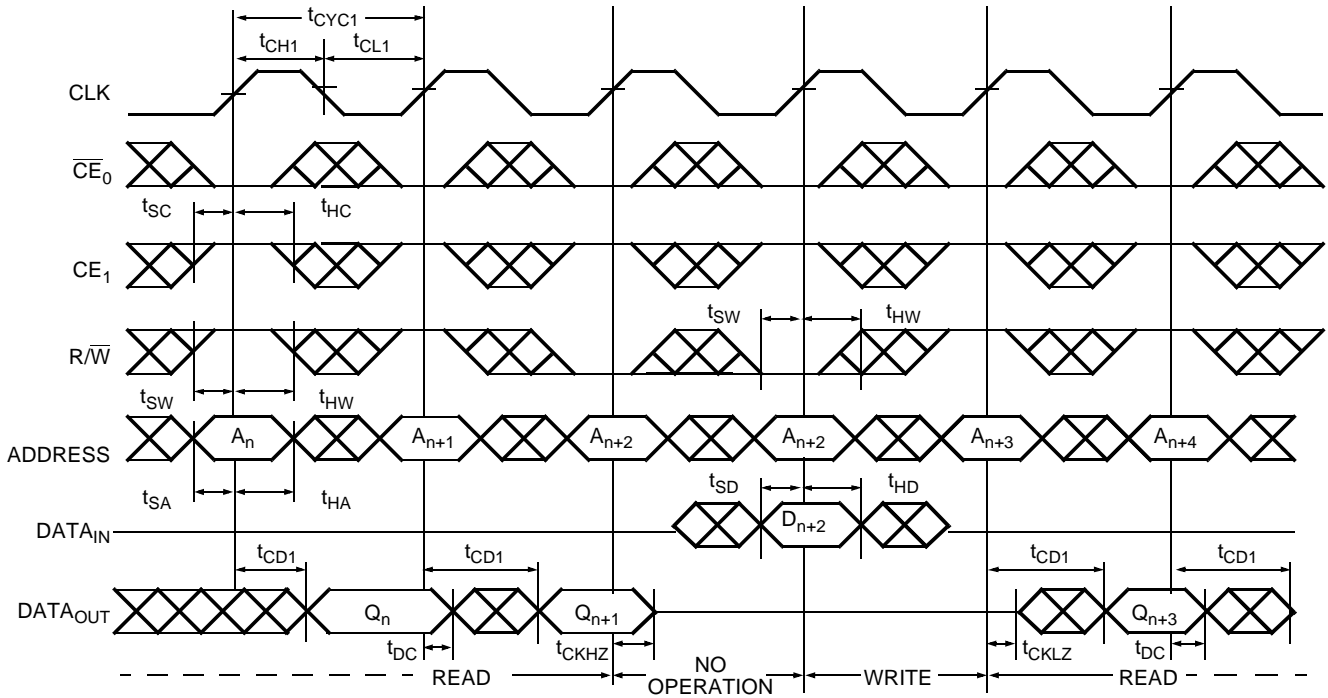 tCYC1
tCH1 tCL1
CLK
CE0
tSC tHC
CE1
tSW tHW
R/W
tSW tHW
An An+1 An+2 An+2 An+3 An+4
ADDRESS
tSA tHA tSD tHD
Dn+2
DATAIN
tCD1 tCD1 tCD1 tCD1
DATAOUT Qn Qn+1 Qn+3
tDC tCKHZ tCKLZ tDC
READ NO OPERATION WRITE READ